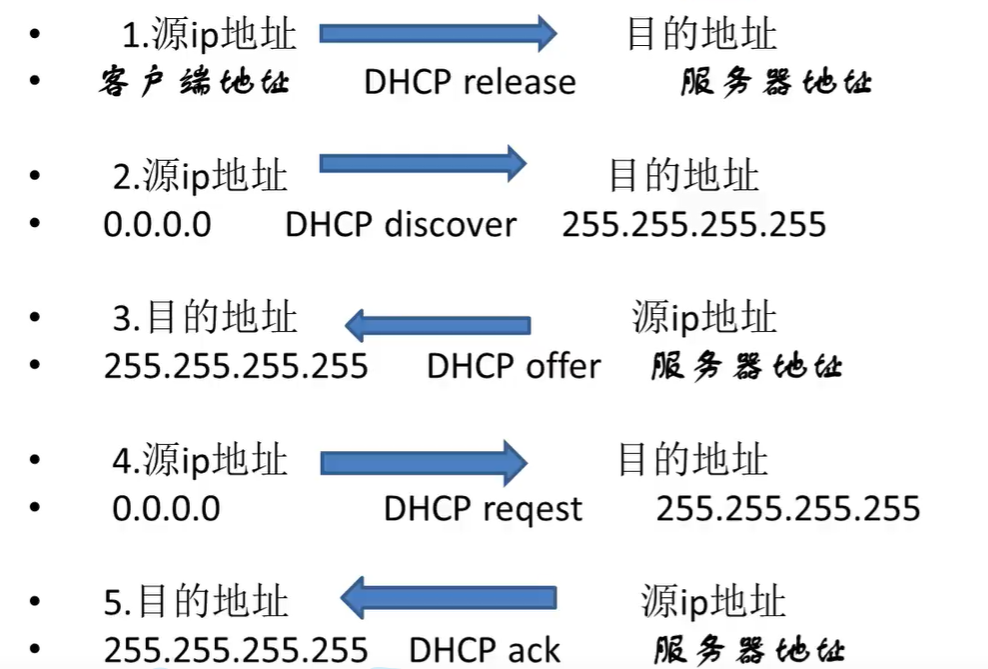 • 1.源ip地址 目的地址
• 客户端地址 DHCP release 服务器地址
• 2.源ip地址 目的地址
• 0.0.0.0 DHCP discover 255.255.255.255
• 3.目的地址 源ip地址
• 255.255.255.255 DHCP offer 服务器地址
• 4.源ip地址 目的地址
• 0.0.0.0 DHCP reqest 255.255.255.255
• 5.目的地址 源ip地址
• 255.255.255.255 DHCP ack 服务器地址